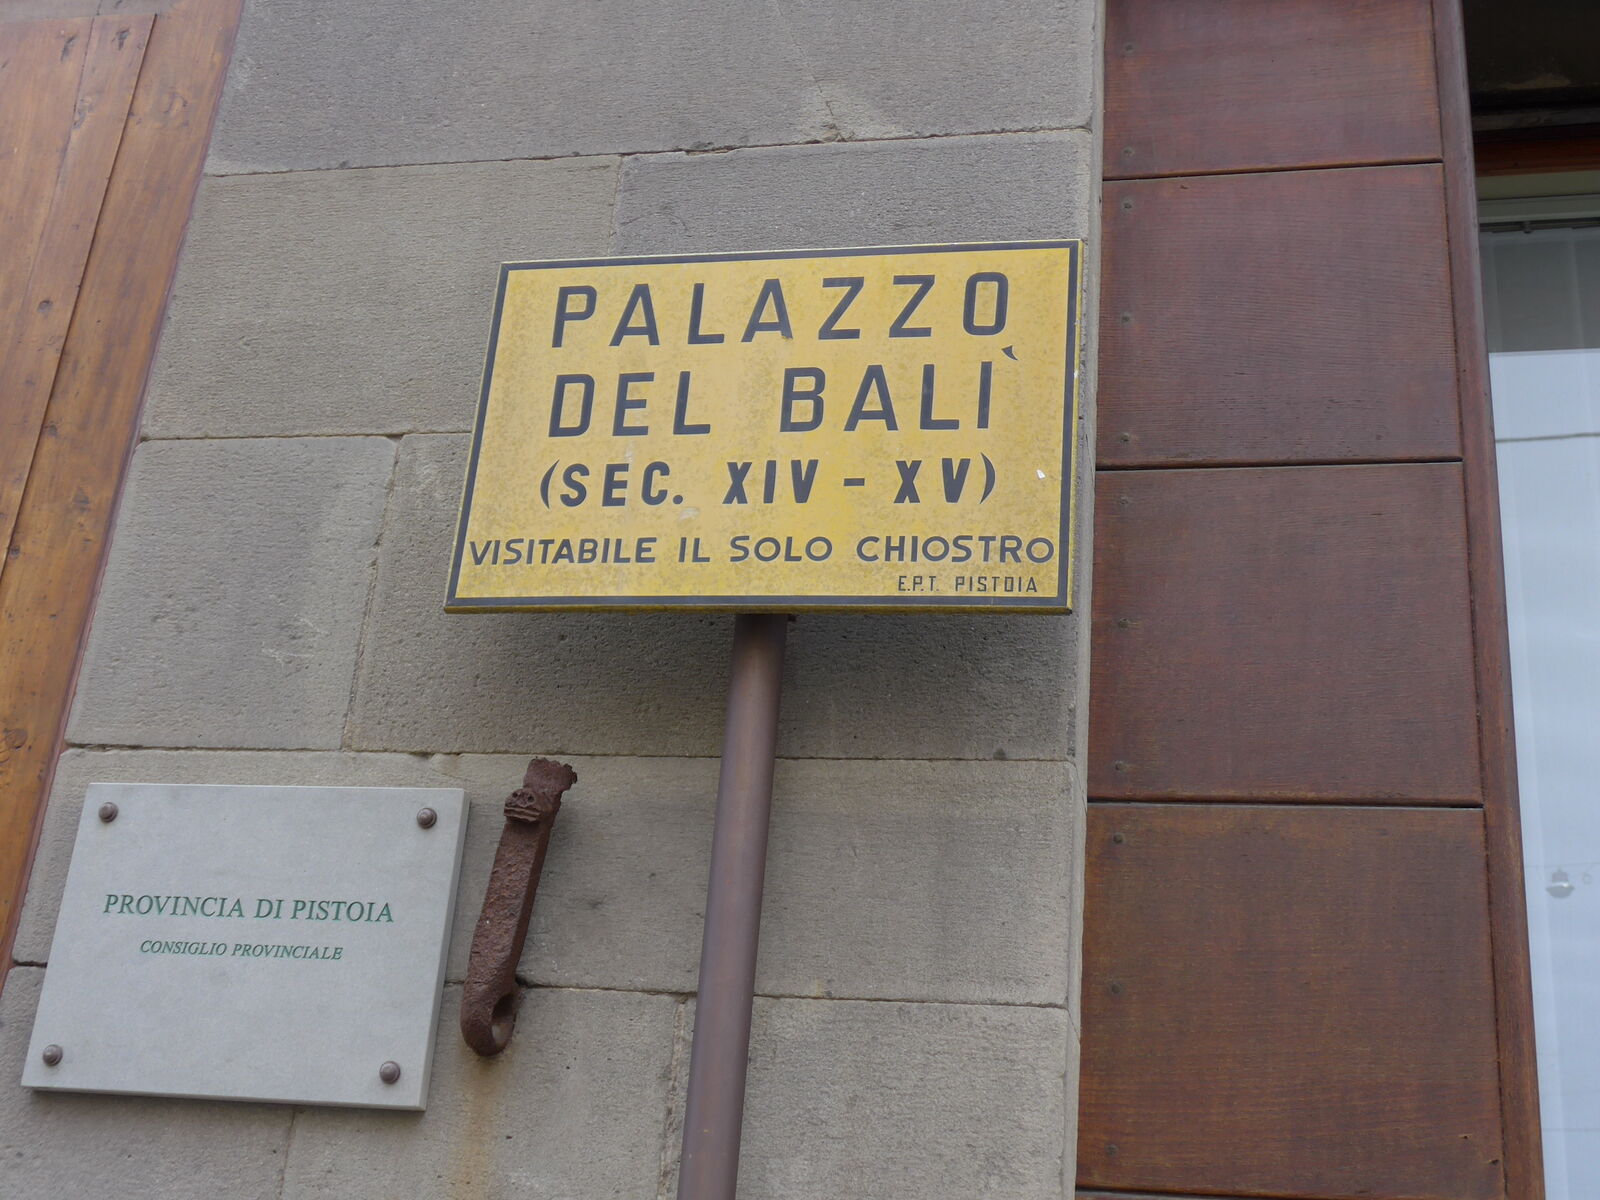 PALAZZO
DEL BALÌ
(SEC. XIV - XV)
VISITABILE IL SOLO CHIOSTRO
E.P.T. PISTOIA
PROVINCIA DI PISTOIA
CONSIGLIO PROVINCIALE